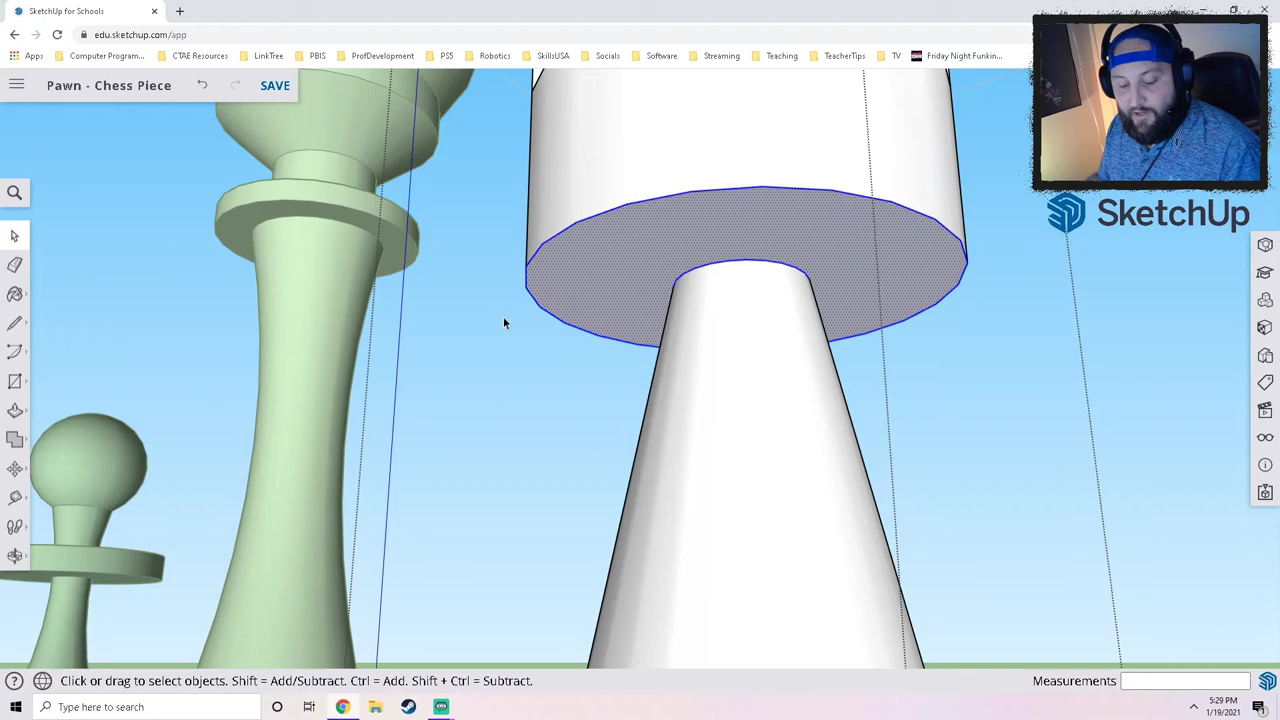 SketchUp for Schools
edu.sketchup.com/app
Apps
Computer Program...
CTAE Resources
LinkTree
PBIS
ProfDevelopment
PS5
Robotics
SkillsUSA
Socials
Software
Streaming
Teaching
TeacherTips
TV
Friday Night Funkin...
Pawn - Chess Piece
SAVE
SketchUp
Click or drag to select objects. Shift = Add/Subtract. Ctrl = Add. Shift + Ctrl = Subtract.
Measurements
Type here to search
5:29 PM
1/19/2021